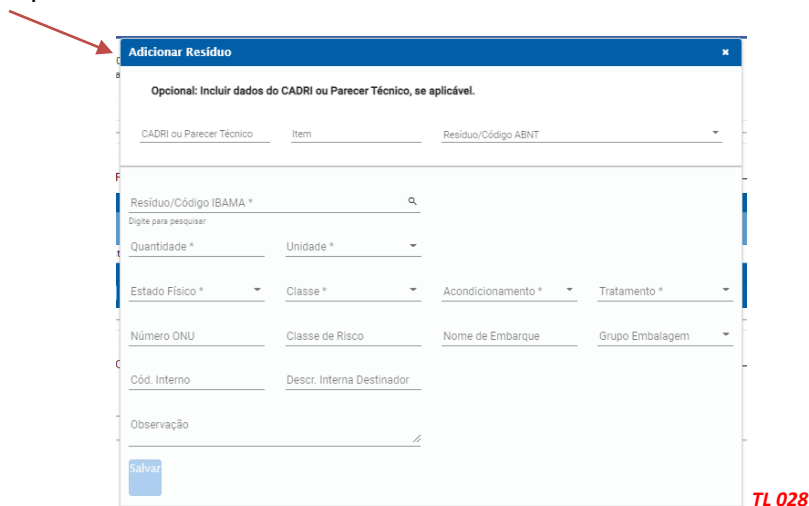 Adicionar Resíduo
Opcional: Incluir dados do CADRI ou Parecer Técnico, se aplicável.
CADRI ou Parecer Técnico Item Resíduo/Código ABNT
Resíduo/Código IBAMA *
Digite para pesquisar
Quantidade * Unidade *
Estado Físico * Classe * Acondicionamento * Tratamento *
Número ONU Classe de Risco Nome de Embarque Grupo Embalagem
Cód. Interno Descr. Interna Destinador
Observação
Salvar
TL 028